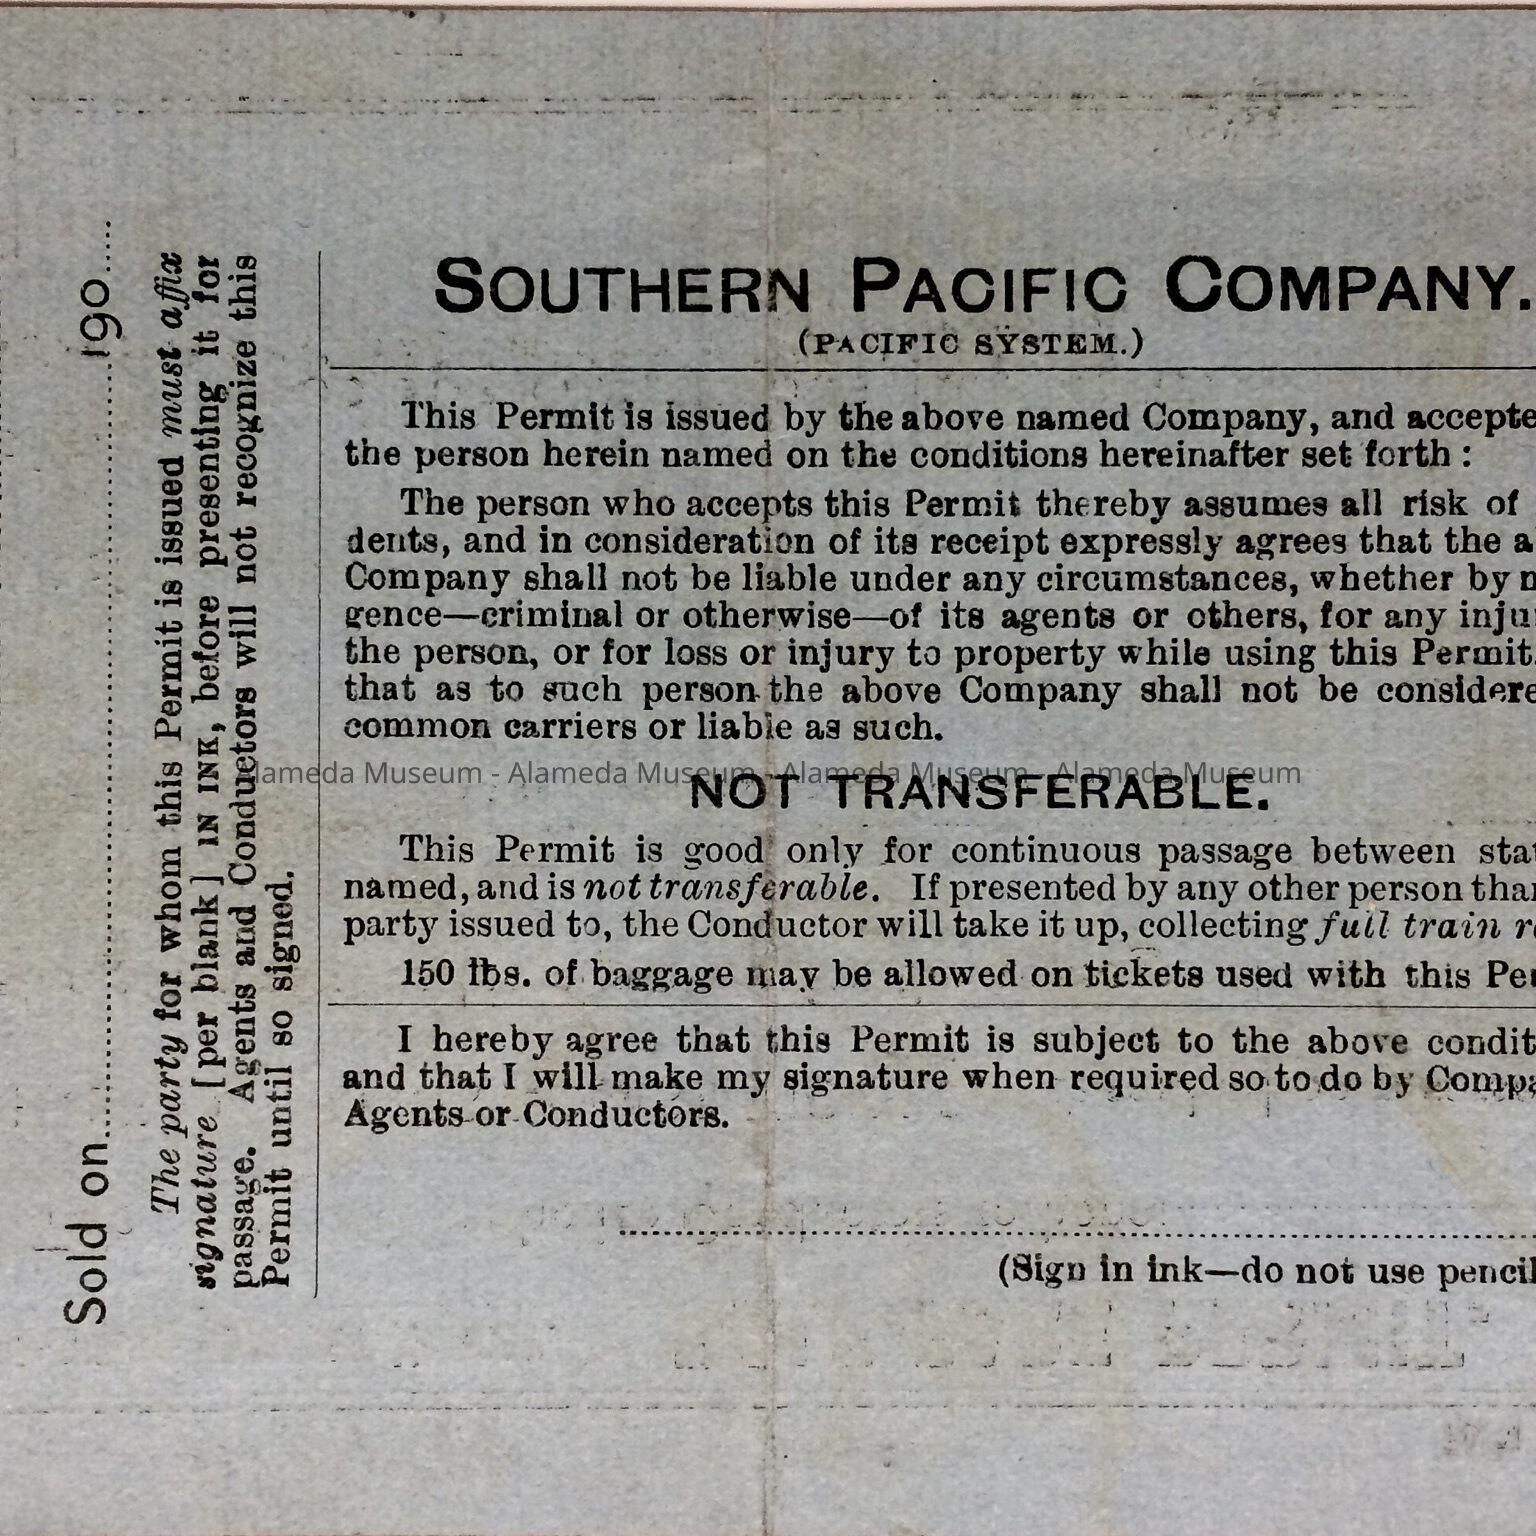 Sold on........................190....
The party for whom this Permit is issued must affix
signature [per blank] IN INK, before presenting it for
passage. Agents and Conductors will not recognize this
Permit until so signed.
SOUTHERN PACIFIC COMPANY.
(PACIFIC SYSTEM.)
This Permit is issued by the above named Company, and accepte
the person herein named on the conditions hereinafter set forth :
The person who accepts this Permit thereby assumes all risk of
dents, and in consideration of its receipt expressly agrees that the a
Company shall not be liable under any circumstances, whether by n
gence—criminal or otherwise—of its agents or others, for any inju
the person, or for loss or injury to property while using this Permit.
that as to such person the above Company shall not be considere
common carriers or liable as such.
Alameda Museum - Alameda Museum - Alameda Museum - Alameda Museum
NOT TRANSFERABLE.
This Permit is good only for continuous passage between stat
named, and is not transferable. If presented by any other person than
party issued to, the Conductor will take it up, collecting full train r
150 lbs. of baggage may be allowed on tickets used with this Per
I hereby agree that this Permit is subject to the above condit
and that I will make my signature when required so to do by Compa
Agents or Conductors.
(Sign in ink—do not use pencil